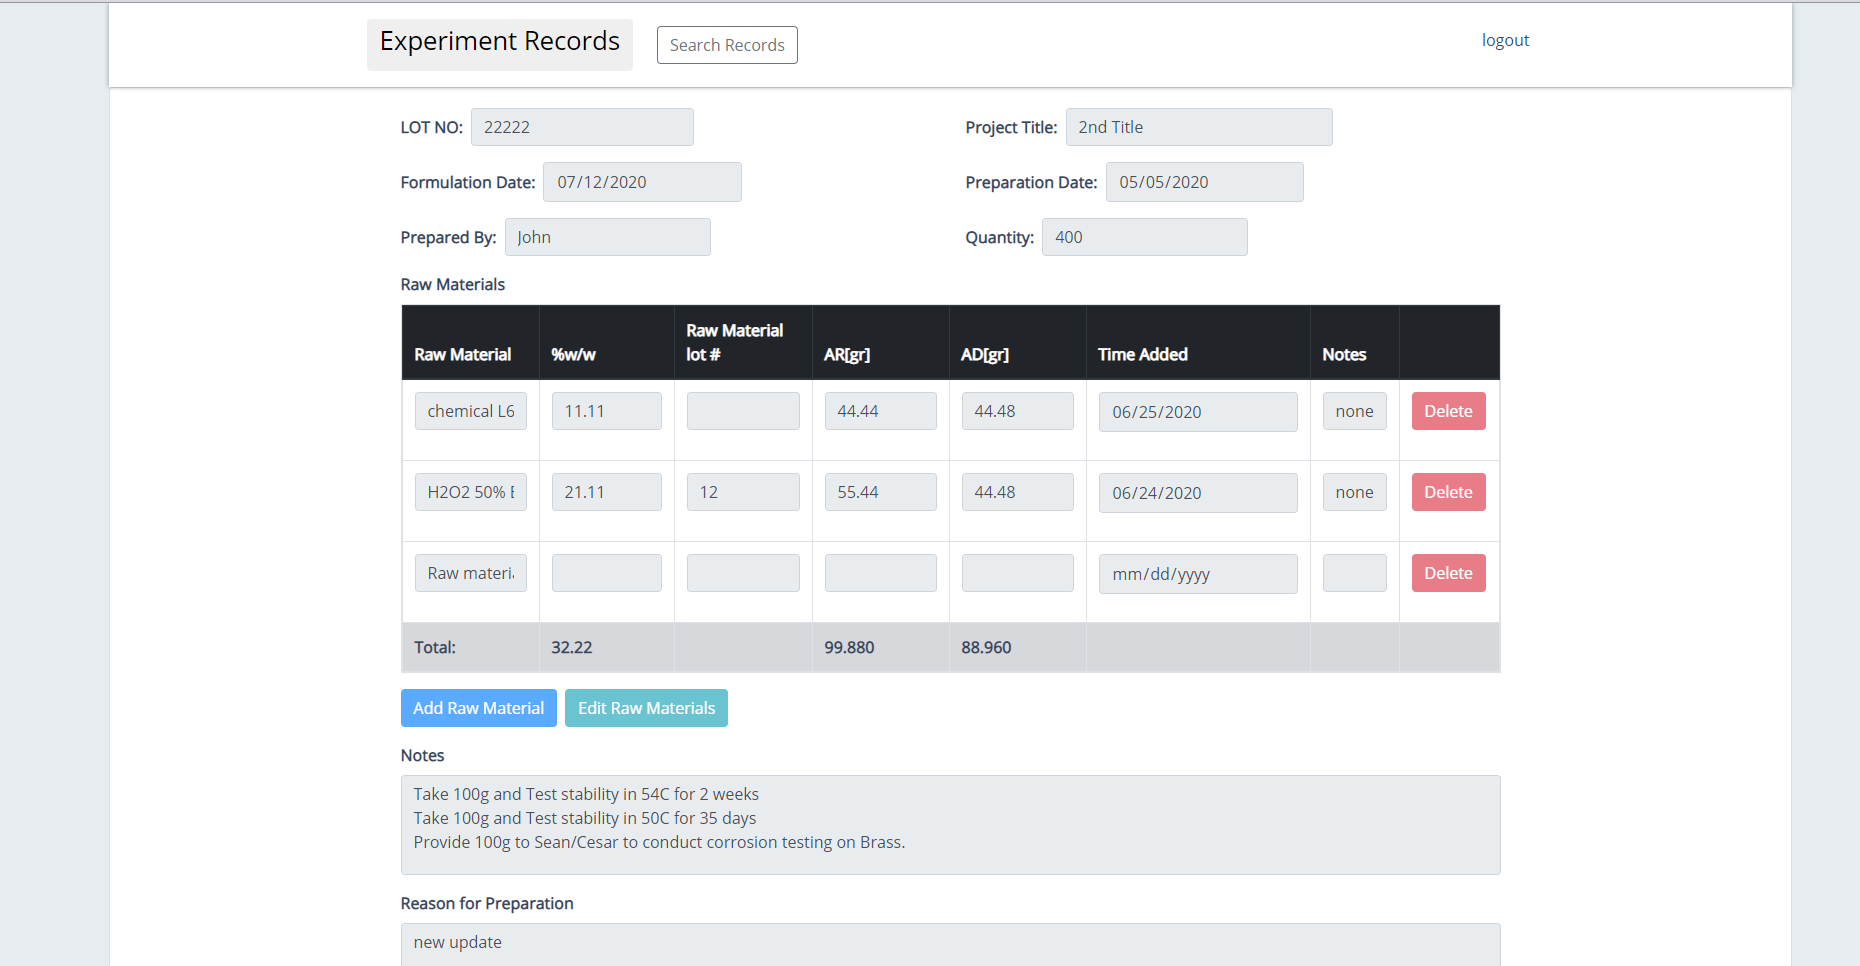 Experiment Records
Search Records
logout
LOT NO: 22222
Project Title: 2nd Title
Formulation Date: 07/12/2020
Preparation Date: 05/05/2020
Prepared By: John
Quantity: 400
Raw Materials
Raw Material %w/w Raw Material lot # AR[gr] AD[gr] Time Added Notes
chemical L6 11.11 44.44 44.48 06/25/2020 none Delete
H2O2 50% 21.11 12 55.44 44.48 06/24/2020 none Delete
Raw materi mm/dd/yyyy Delete
Total: 32.22 99.880 88.960
Add Raw Material Edit Raw Materials
Notes
Take 100g and Test stability in 54C for 2 weeks
Take 100g and Test stability in 50C for 35 days
Provide 100g to Sean/Cesar to conduct corrosion testing on Brass.
Reason for Preparation
new update